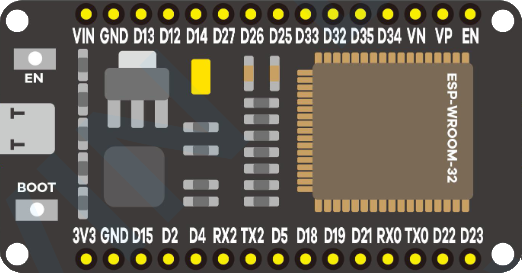 VIN GND D13 D12 D14 D27 D26 D25 D33 D32 D35 D34 VN VP EN
EN
ESP-WROOM-32
BOOT
3V3 GND D15 D2 D4 RX2 TX2 D5 D18 D19 D21 RX0 TX0 D22 D23